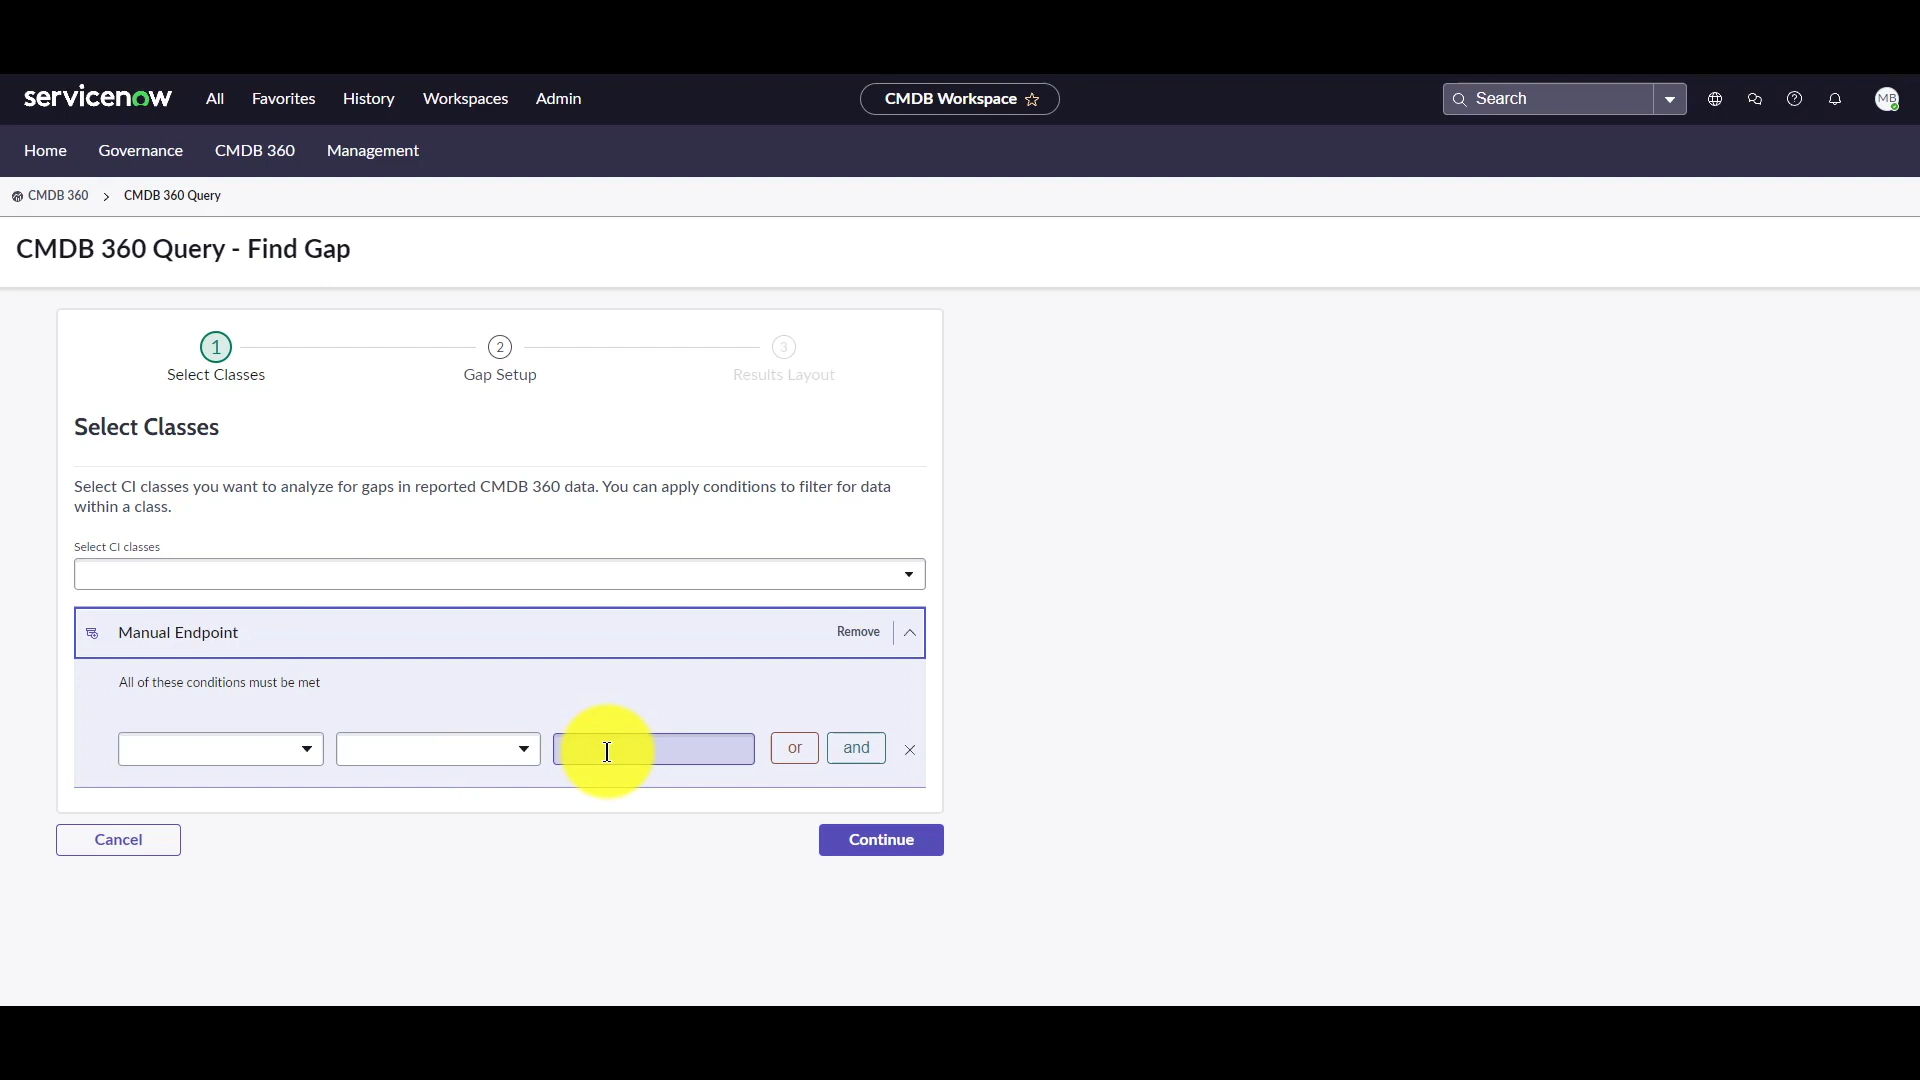 servicenow All Favorites History Workspaces Admin CMDB Workspace Search MB
Home Governance CMDB 360 Management
CMDB 360 > CMDB 360 Query
CMDB 360 Query - Find Gap
1 2 3
Select Classes Gap Setup Results Layout
Select Classes
Select CI classes you want to analyze for gaps in reported CMDB 360 data. You can apply conditions to filter for data
within a class.
Select CI classes
Manual Endpoint Remove
All of these conditions must be met
or and
Cancel Continue